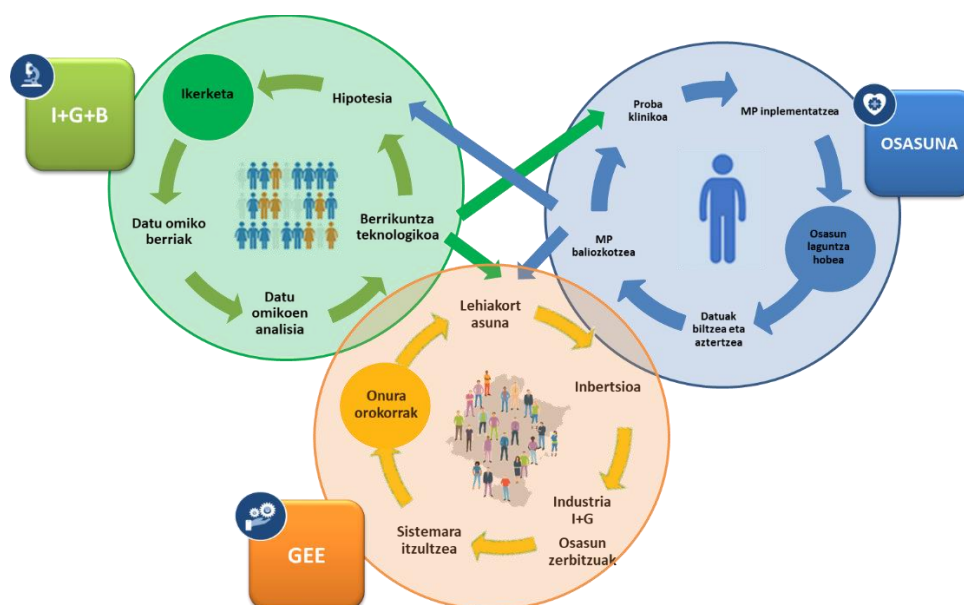 I+G+B
Ikerketa
Hipotesia
Datu omiko
berriak
Berrikuntza
teknologikoa
Datu
omikoen
analisia
OSASUNA
Proba
klinikoa
MP inplementatzea
Osasun
laguntza
hobea
MP
baliozkotzea
Datuak
biltzea eta
aztertzea
GEE
Lehiakort
asuna
Inbertsioa
Industria
I+G
Osasun
zerbitzuak
Sistemara
itzultzea
Onura
orokorrak